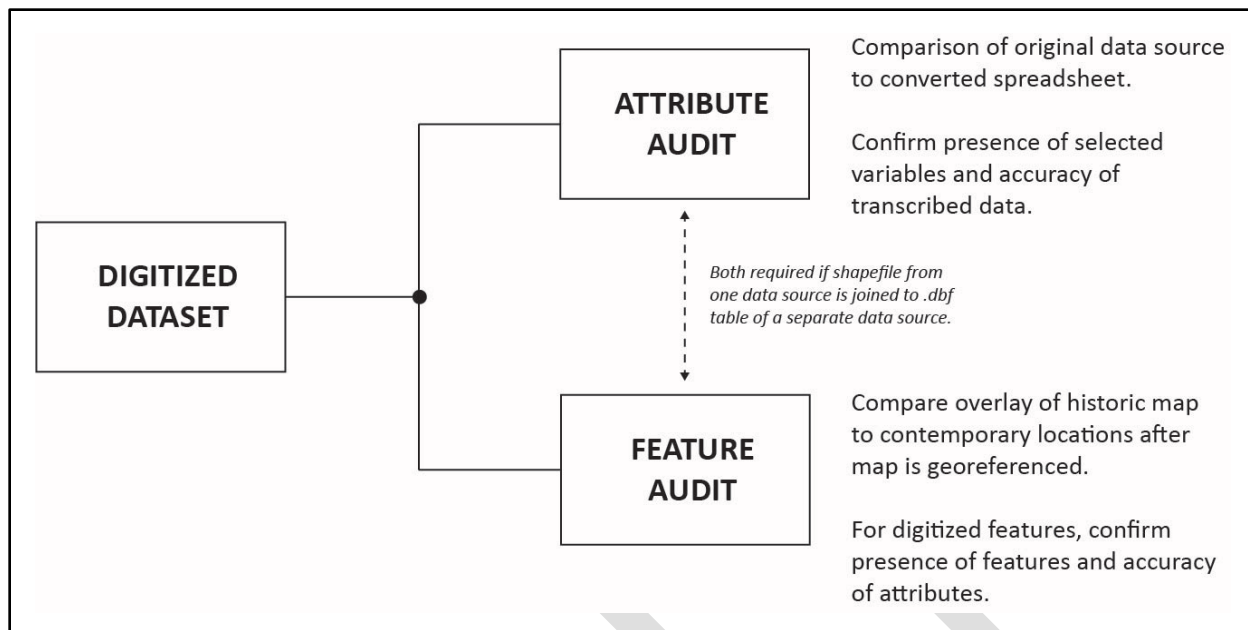 DIGITIZED
DATASET
ATTRIBUTE
AUDIT
Comparison of original data source
to converted spreadsheet.
Confirm presence of selected
variables and accuracy of
transcribed data.
Both required if shapefile from
one data source is joined to .dbf
table of a separate data source.
FEATURE
AUDIT
Compare overlay of historic map
to contemporary locations after
map is georeferenced.
For digitized features, confirm
presence of features and accuracy
of attributes.